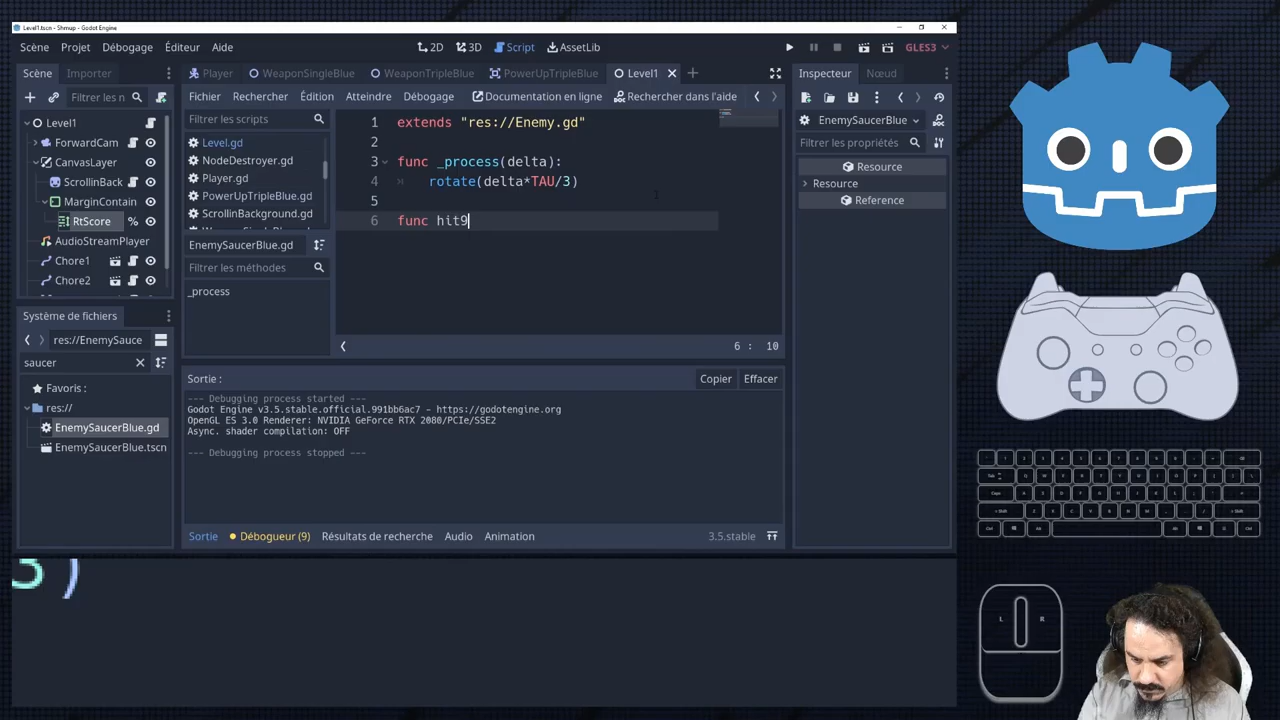 Level1.tscn - Shmup - Godot Engine
Scène Projet Débogage Éditeur Aide
2D 3D Script AssetLib
GLES3
Scène Importer
Player WeaponSingleBlue WeaponTripleBlue PowerUpTripleBlue Level1
Inspecteur Nœud
Filtrer les n
Fichier Rechercher Édition Atteindre Débogage Documentation en ligne Rechercher dans l'aide
Level1
ForwardCam
CanvasLayer
ScrollinBack
MarginContain
RtScore
AudioStreamPlayer
Chore1
Chore2
Filtrer les scripts
Level.gd
NodeDestroyer.gd
Player.gd
PowerUpTripleBlue.gd
ScrollinBackground.gd
EnemySaucerBlue.gd
Filtrer les méthodes
_process
1 extends "res://Enemy.gd"
2
3 func _process(delta):
4 rotate(delta*TAU/3)
5
6 func hit9
6 : 10
EnemySaucerBlue
Filtrer les propriétés
Resource
Resource
Reference
Système de fichiers
res://EnemySauce
saucer
Favoris :
res://
EnemySaucerBlue.gd
EnemySaucerBlue.tscn
Sortie :
Copier Effacer
--- Debugging process started ---
Godot Engine v3.5.stable.official.991bb6ac7 - https://godotengine.org
OpenGL ES 3.0 Renderer: NVIDIA GeForce RTX 2080/PCIe/SSE2
Async. shader compilation: OFF
--- Debugging process stopped ---
Sortie Débogueur (9) Résultats de recherche Audio Animation
3.5.stable
3)
L R